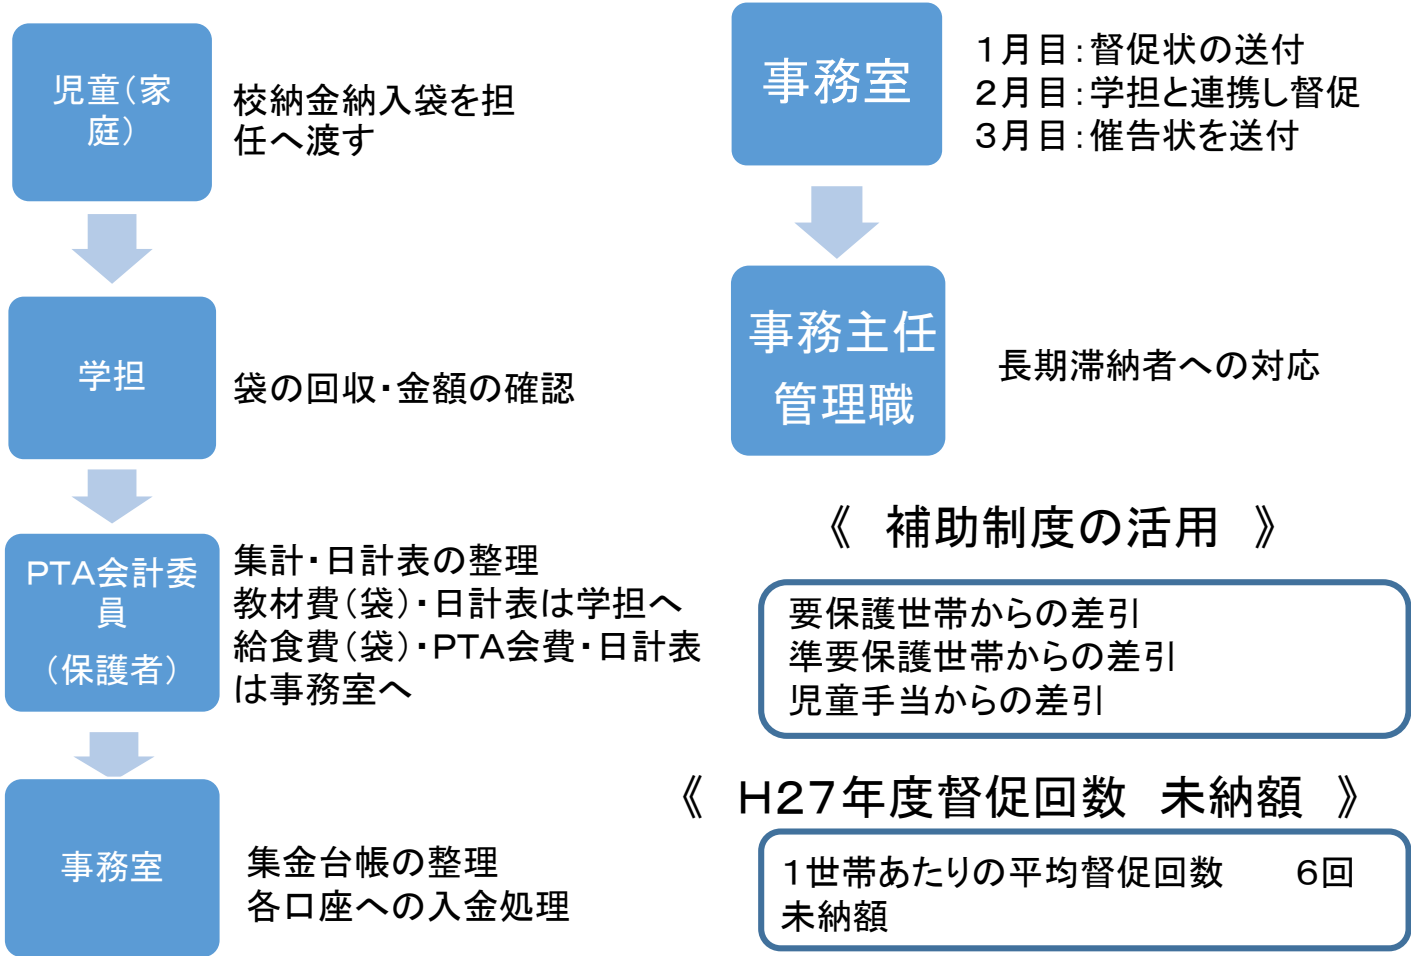 児童（家
庭）
校納金納入袋を担
任へ渡す
学担
袋の回収・金額の確認
PTA会計委
員
（保護者）
集計・日計表の整理
教材費（袋）・日計表は学担へ
給食費（袋）・PTA会費・日計表
は事務室へ
事務室
集金台帳の整理
各口座への入金処理
事務室
１月目：督促状の送付
２月目：学担と連携し督促
３月目：催告状を送付
事務主任
管理職
長期滞納者への対応
《　補助制度の活用　》
要保護世帯からの差引
準要保護世帯からの差引
児童手当からの差引
《　H２７年度督促回数　未納額　》
１世帯あたりの平均督促回数　　６回
未納額